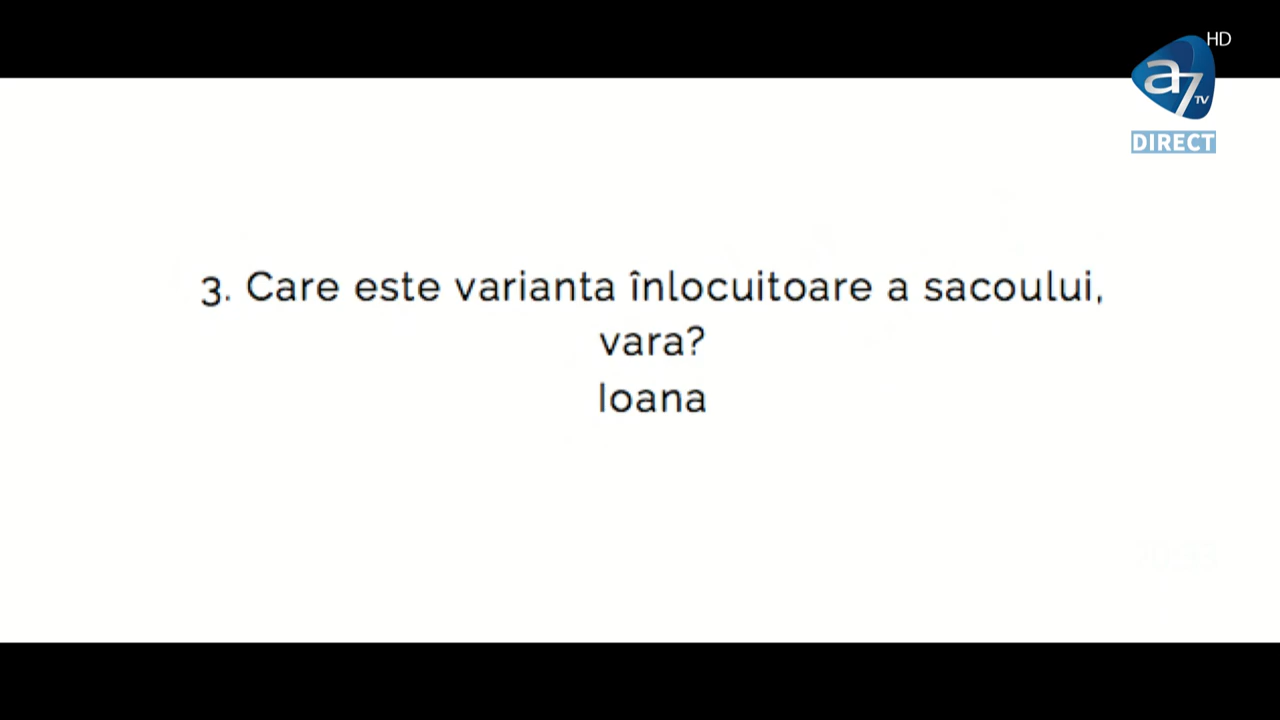 HD
a7
TV
DIRECT
3. Care este varianta înlocuitoare a sacoului,
vara?
Ioana